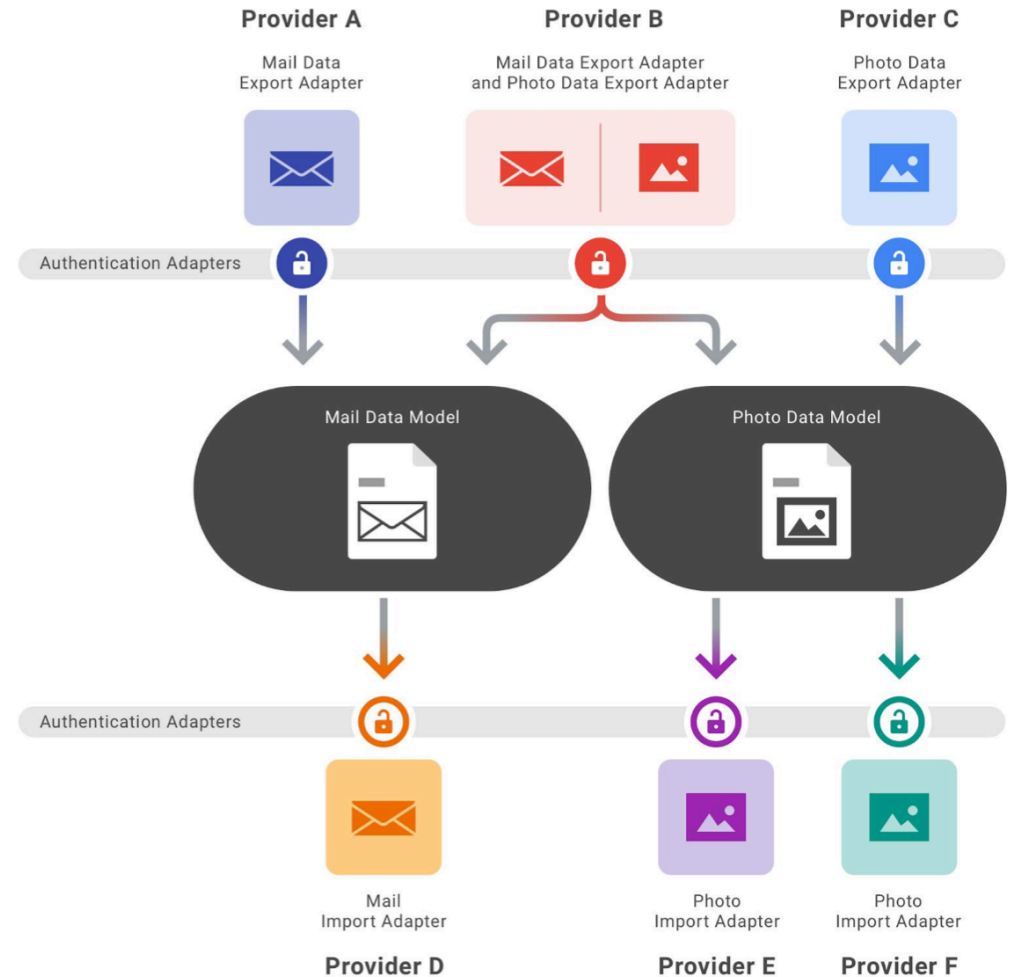 Provider A
Provider B
Provider C
Mail Data
Export Adapter
Mail Data Export Adapter
and Photo Data Export Adapter
Photo Data
Export Adapter
Authentication Adapters
Mail Data Model
Photo Data Model
Authentication Adapters
Mail
Import Adapter
Photo
Import Adapter
Photo
Import Adapter
Provider D
Provider E
Provider F